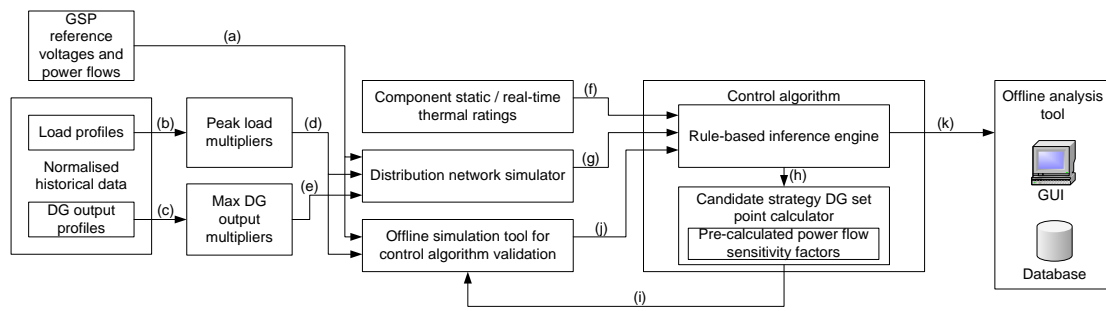 GSP
reference
voltages and
power flows
(a)
Load profiles
Normalised
historical data
DG output
profiles
(b)
(c)
Peak load
multipliers
Max DG
output
multipliers
(d)
(e)
Component static / real-time
thermal ratings
Distribution network simulator
Offline simulation tool for
control algorithm validation
(f)
(g)
(j)
Control algorithm
Rule-based inference engine
(h)
Candidate strategy DG set
point calculator
Pre-calculated power flow
sensitivity factors
(i)
(k)
Offline analysis
tool
GUI
Database